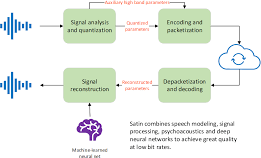 Auxiliary high band parameters
Signal analysis
and quantization
Quantized
parameters
Encoding and
packetization
Signal
reconstruction
Reconstructed
parameters
Depacketization
and decoding
Machine-learned
neural net
Satin combines speech modeling, signal
processing, psychoacoustics and deep
neural networks to achieve great quality
at low bit rates.